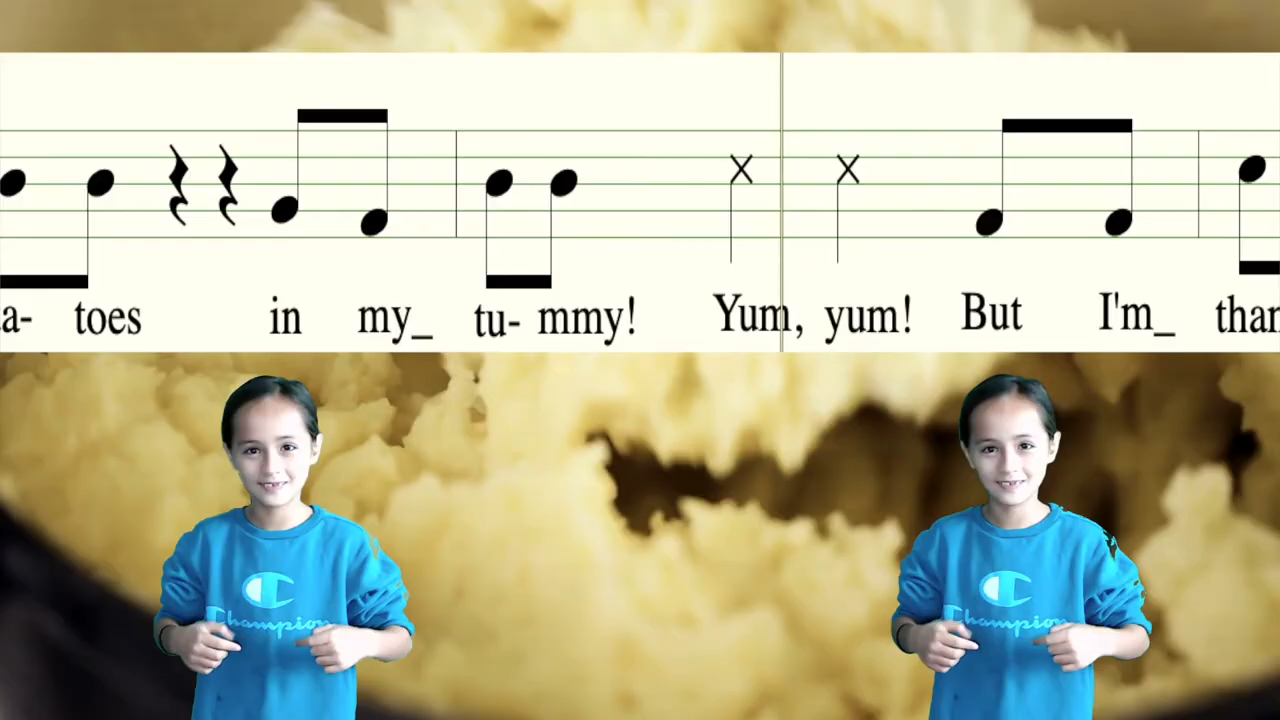 a- toes in my_ tu- mmy! Yum, yum! But I'm_ than
Champion Champion